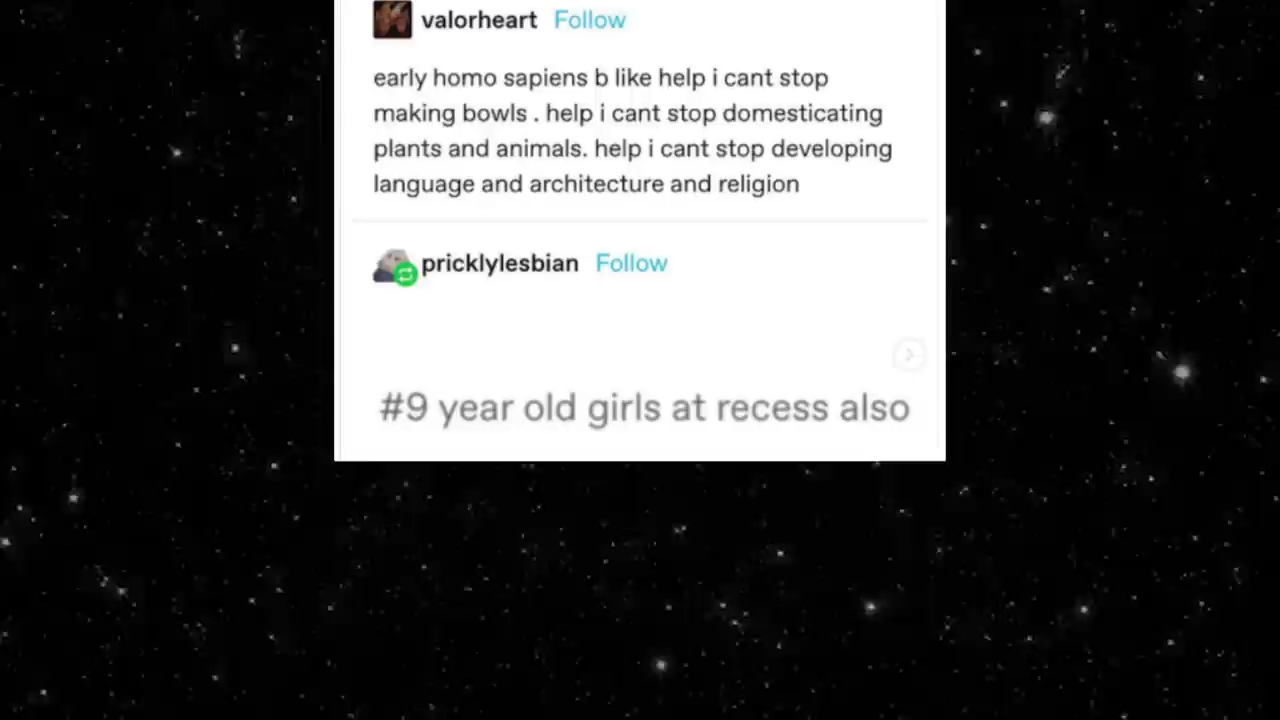 valorheart Follow
early homo sapiens b like help i cant stop
making bowls . help i cant stop domesticating
plants and animals. help i cant stop developing
language and architecture and religion
pricklylesbian Follow
#9 year old girls at recess also